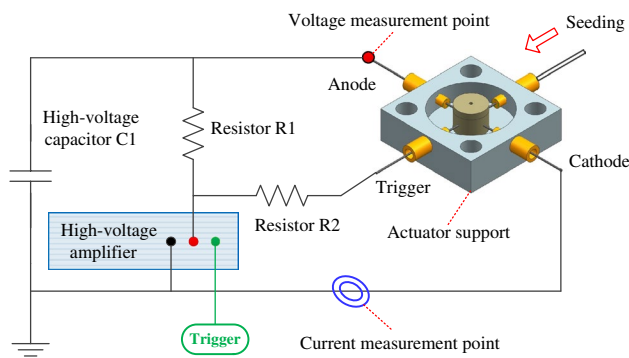 Voltage measurement point
Seeding
Anode
High-voltage
capacitor C1
Resistor R1
Cathode
Trigger
Resistor R2
High-voltage
amplifier
Actuator support
Trigger
Current measurement point